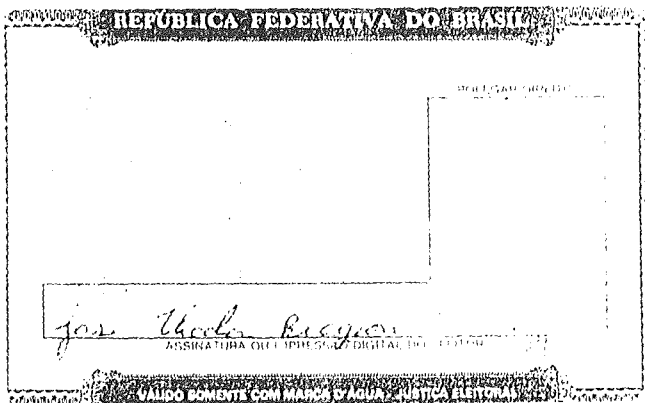 REPÚBLICA FEDERATIVA DO BRASIL
POLEGAR DIREITO
José
ASSINATURA OU IMPRESSÃO DIGITAL DO ELEITOR
VÁLIDO SOMENTE COM MARCA D'ÁGUA - JUSTIÇA ELEITORAL